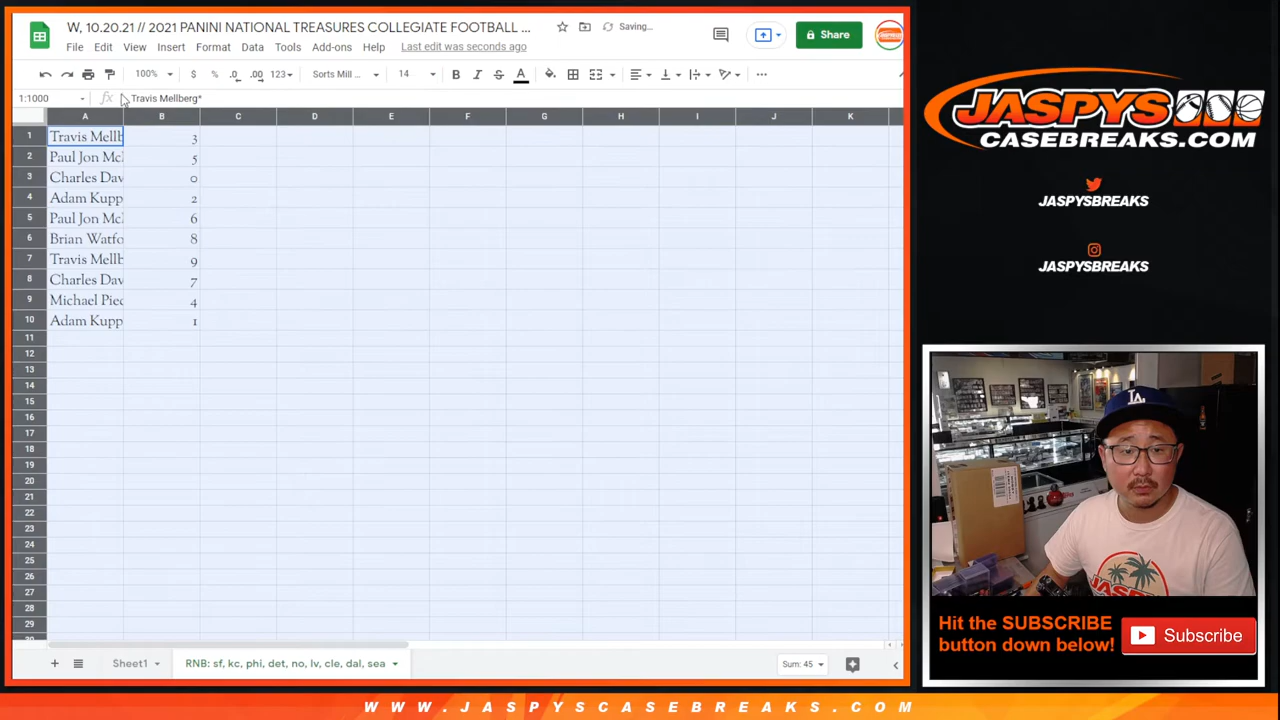 W, 10.20.21 // 2021 PANINI NATIONAL TREASURES COLLEGIATE FOOTBALL ...
Saving...
File Edit View Insert Format Data Tools Add-ons Help Last edit was seconds ago
Share
100% $ % .0 .00 123 Sorts Mill ... 14 B I S A
1:1000 fx Travis Mellberg*
A B C D E F G H I J K
1 Travis Mellb 3
2 Paul Jon Mcl 5
3 Charles Dav 0
4 Adam Kupp 2
5 Paul Jon Mcl 6
6 Brian Watfo 8
7 Travis Mellb 9
8 Charles Dav 7
9 Michael Piec 4
10 Adam Kupp 1
11
12
13
14
15
16
17
18
19
20
21
22
23
24
25
26
27
28
29
30
Sheet1 RNB: sf, kc, phi, det, no, lv, cle, dal, sea Sum: 45
JASPYS
CASEBREAKS.COM
JASPYSBREAKS
JASPYSBREAKS
LA
JASPYS
Hit the SUBSCRIBE
button down below!
Subscribe
WWW.JASPYSCASEBREAKS.COM